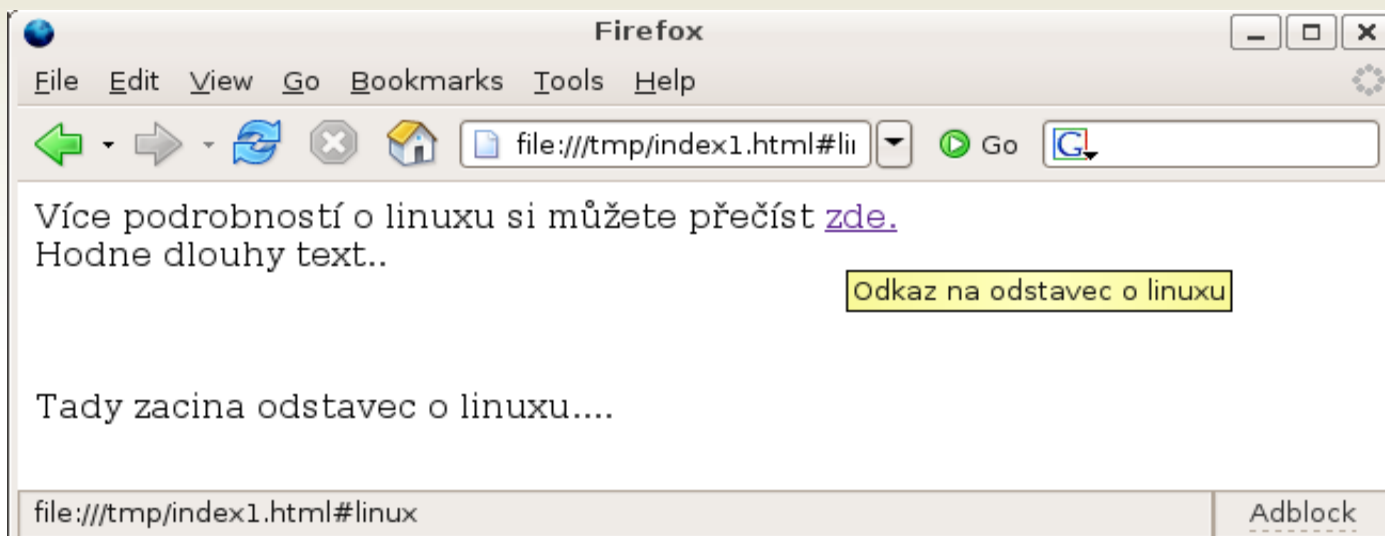 Firefox
File Edit View Go Bookmarks Tools Help
file:///tmp/index1.html#li Go G
Více podrobností o linuxu si můžete přečíst zde.
Hodne dlouhy text..
Odkaz na odstavec o linuxu
Tady zacina odstavec o linuxu....
file:///tmp/index1.html#linux Adblock